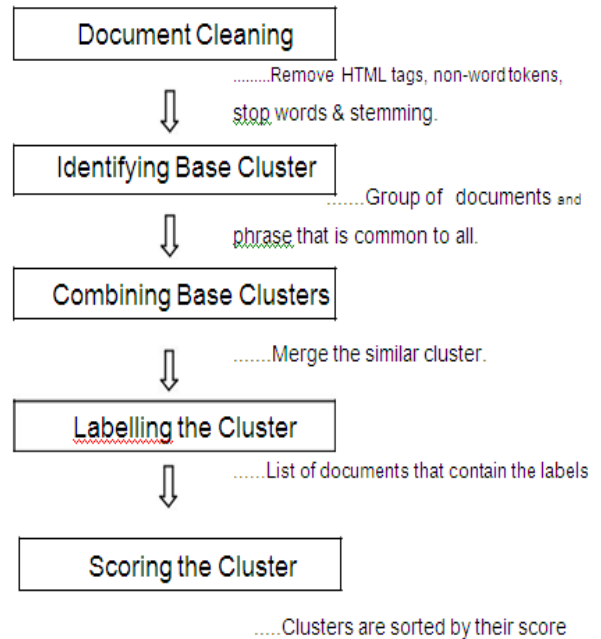 Document Cleaning
.........Remove HTML tags, non-word tokens,
stop words & stemming.
Identifying Base Cluster
.......Group of documents and
phrase that is common to all.
Combining Base Clusters
.......Merge the similar cluster.
Labelling the Cluster
......List of documents that contain the labels
Scoring the Cluster
.....Clusters are sorted by their score